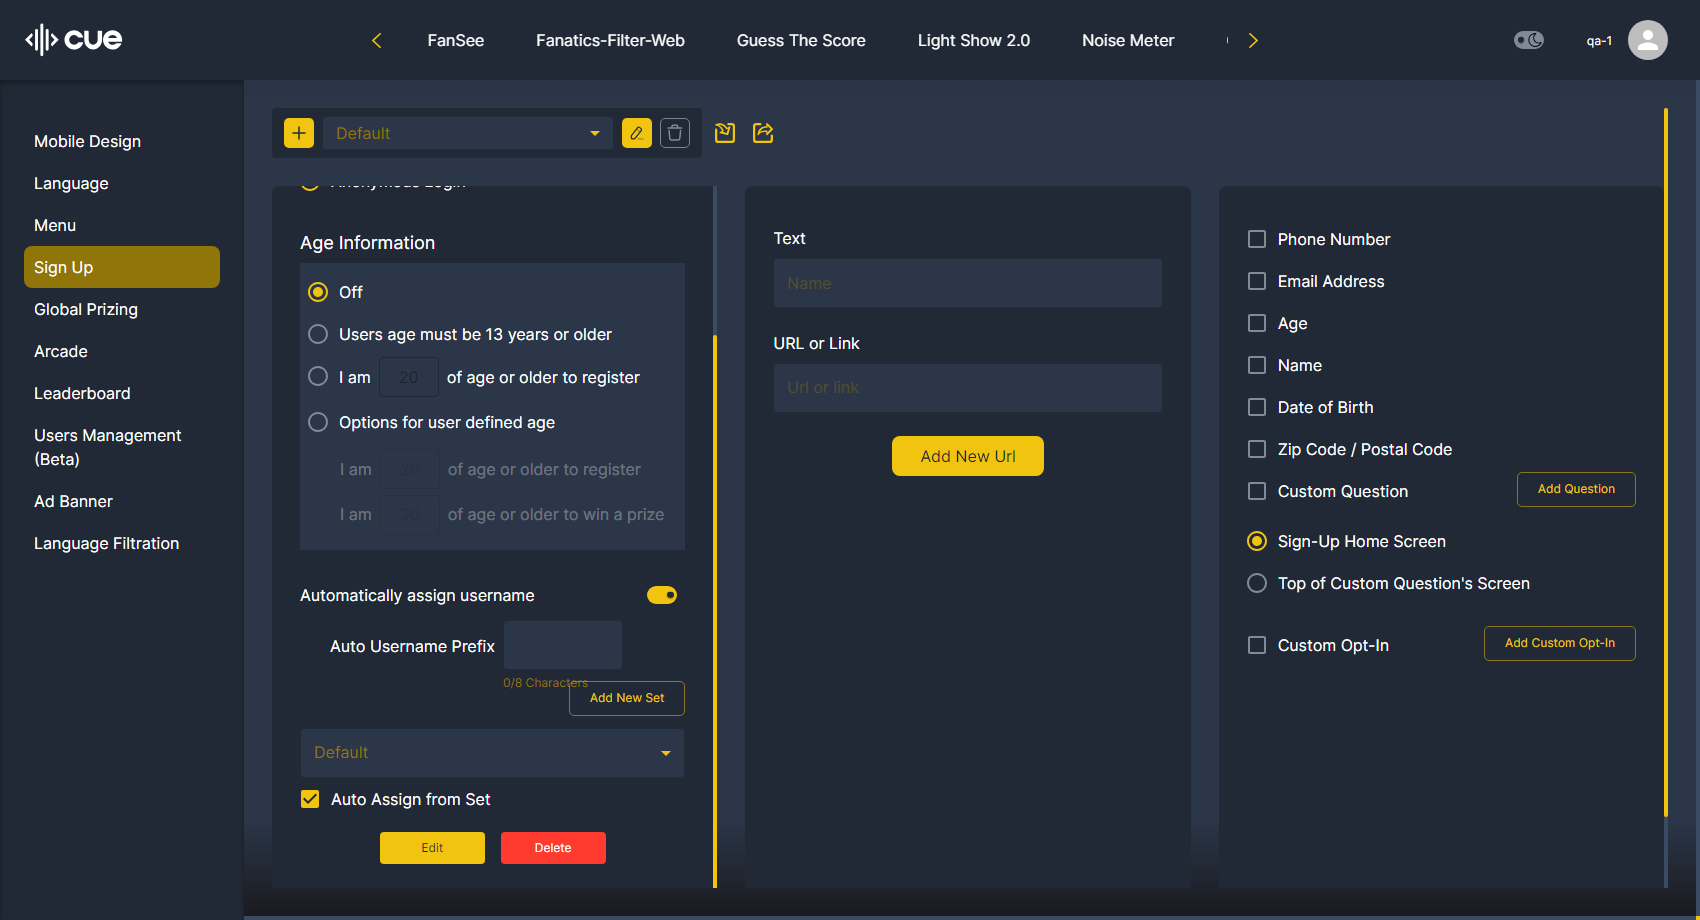 cue
FanSee
Fanatics-Filter-Web
Guess The Score
Light Show 2.0
Noise Meter
qa-1
Mobile Design
Language
Menu
Sign Up
Global Prizing
Arcade
Leaderboard
Users Management
(Beta)
Ad Banner
Language Filtration
Default
Anonymous Login
Age Information
Off
Users age must be 13 years or older
I am 20 of age or older to register
Options for user defined age
I am 20 of age or older to register
I am 30 of age or older to win a prize
Automatically assign username
Auto Username Prefix
0/8 Characters
Add New Set
Default
Auto Assign from Set
Edit
Delete
Text
Name
URL or Link
Url or link
Add New Url
Phone Number
Email Address
Age
Name
Date of Birth
Zip Code / Postal Code
Custom Question
Add Question
Sign-Up Home Screen
Top of Custom Question's Screen
Custom Opt-In
Add Custom Opt-In